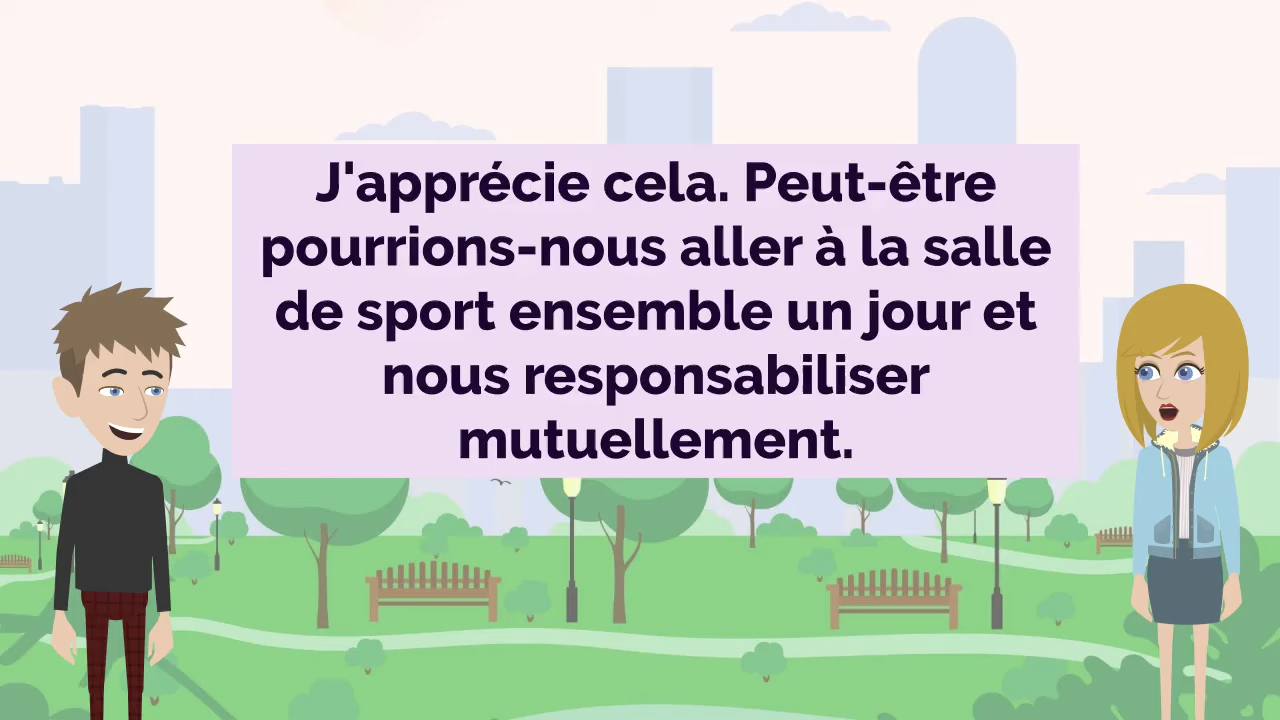 J'apprécie cela. Peut-être
pourrions-nous aller à la salle
de sport ensemble un jour et
nous responsabiliser
mutuellement.